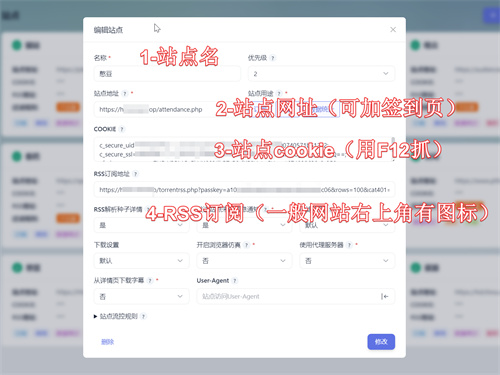 编辑站点
名称 * 优先级 ? *
憨豆 2
1-站点名
站点地址 ? * 站点用途 ? *
https://h op/attendance.php
2-站点网址（可加签到页）
COOKIE ?
c_secure_uid
c_secure_ssl
3-站点cookie（用F12抓）
RSS订阅地址 ?
https:// /torrentrss.php?passkey=a10 c06&rows=100&cat401=
4-RSS订阅（一般网站右上角有图标）
RSS解析种子详情
是 是 默认
下载设置 开启浏览器仿真 ? * 使用代理服务器 ? *
默认 否 否
从详情页下载字幕 ? * User-Agent ?
否 站点访问User-Agent
站点流控规则 ?
删除 修改